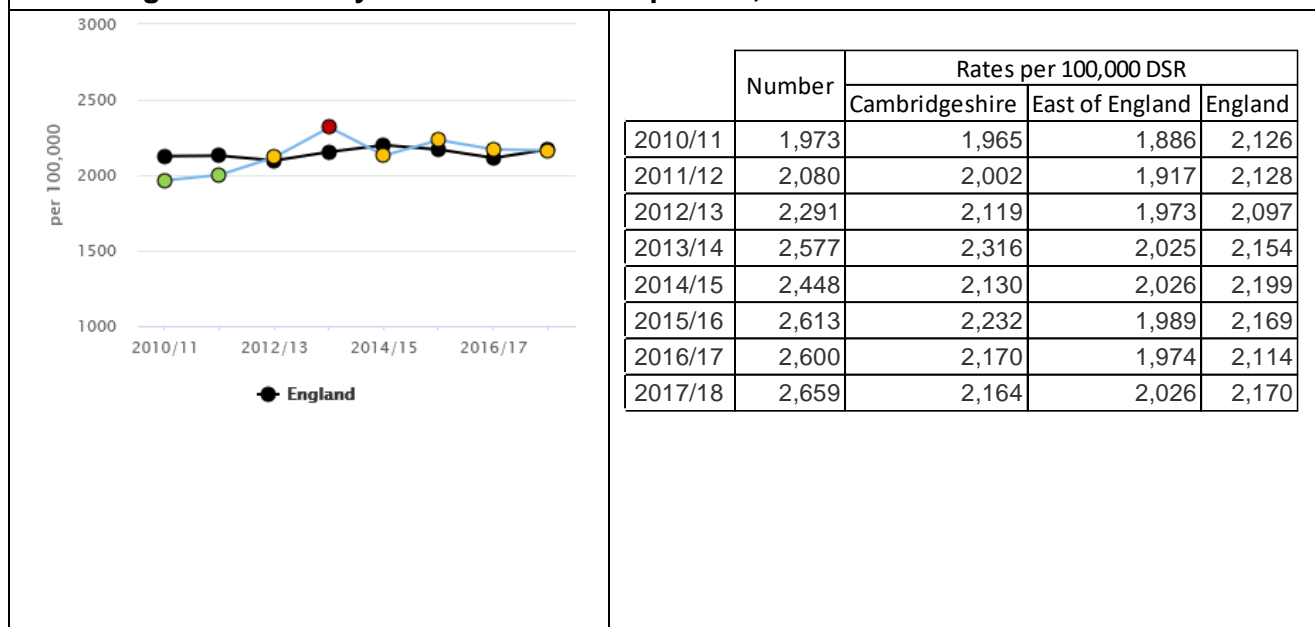 3000
2500
2000
1500
1000
per 100,000
2010/11 2012/13 2014/15 2016/17
England
Number Rates per 100,000 DSR
Cambridgeshire East of England England
2010/11 1,973 1,965 1,886 2,126
2011/12 2,080 2,002 1,917 2,128
2012/13 2,291 2,119 1,973 2,097
2013/14 2,577 2,316 2,025 2,154
2014/15 2,448 2,130 2,026 2,199
2015/16 2,613 2,232 1,989 2,169
2016/17 2,600 2,170 1,974 2,114
2017/18 2,659 2,164 2,026 2,170